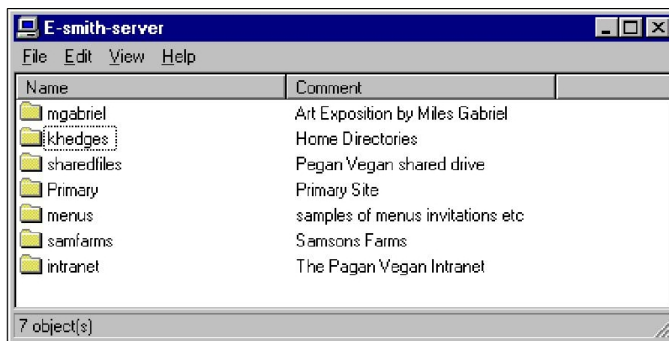 E-smith-server
File Edit View Help
Name Comment
mgabriel Art Exposition by Miles Gabriel
khedges Home Directories
sharedfiles Pegan Vegan shared drive
Primary Primary Site
menus samples of menus invitations etc
samfarms Samsons Farms
intranet The Pagan Vegan Intranet
7 object(s)